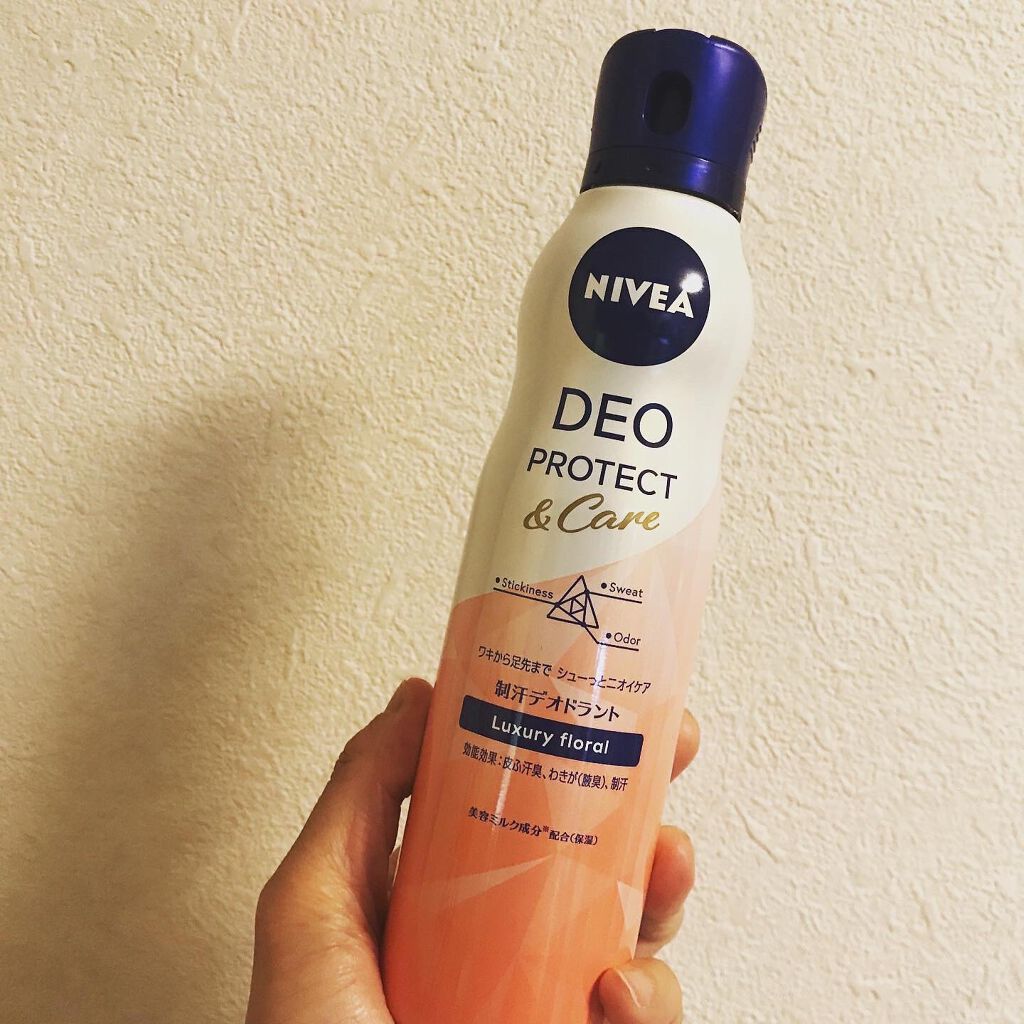 NIVEA
DEO
PROTECT
& Care
Stickiness
Sweat
Odor
ワキから足先まで シューっとニオイケア
制汗デオドラント
Luxury floral
効能効果：皮ふ汗臭、わきが（腋臭）、制汗
美容ミルク成分※配合（保湿）